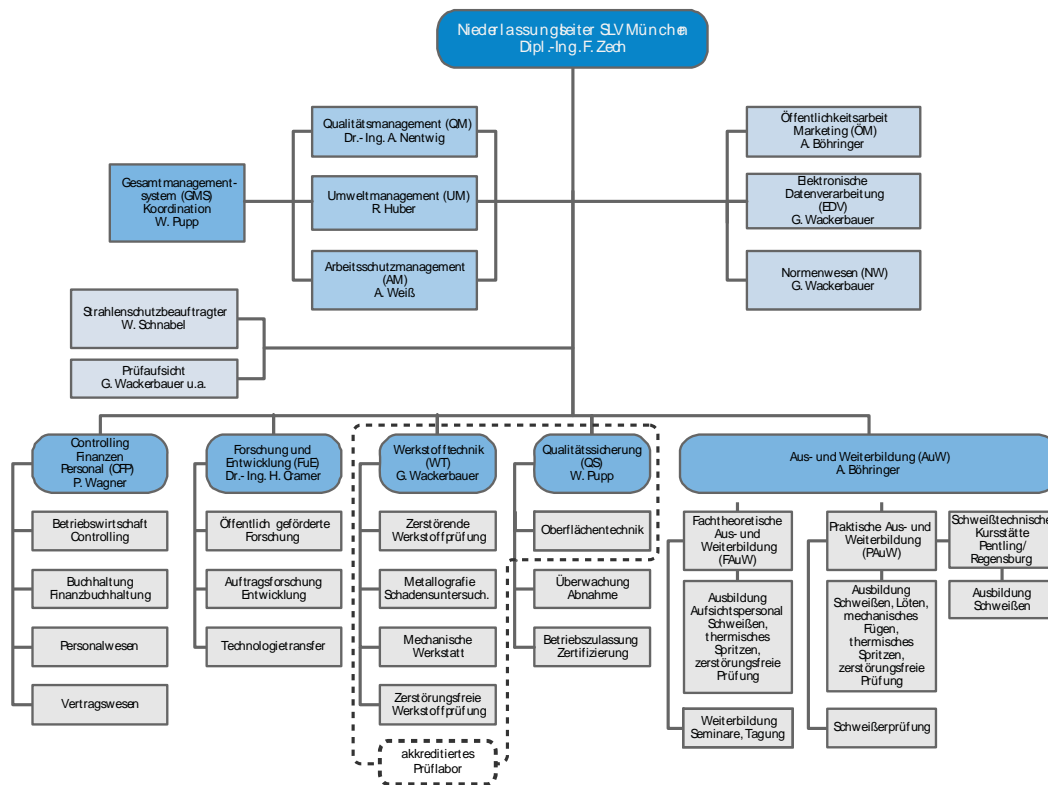 Niederlassungsleiter SLV München
Dipl.-Ing. F. Zech
Qualitätsmanagement (QM)
Dr.- Ing. A. Nentwig
Gesamtmanagement-
system (GMS)
Koordination
W. Pupp
Umweltmanagement (UM)
R. Huber
Arbeitsschutzmanagement
(AM)
A. Weiß
Öffentlichkeitsarbeit
Marketing (ÖM)
A. Böhringer
Elektronische
Datenverarbeitung
(EDV)
G. Wackerbauer
Normenwesen (NW)
G. Wackerbauer
Strahlenschutzbeauftragter
W. Schnabel
Prüfaufsicht
G. Wackerbauer u.a.
Controlling
Finanzen
Personal (CFP)
P. Wagner
Betriebswirtschaft
Controlling
Buchhaltung
Finanzbuchhaltung
Personalwesen
Vertragswesen
Forschung und
Entwicklung (FuE)
Dr.- Ing. H. Cramer
Öffentlich geförderte
Forschung
Auftragsforschung
Entwicklung
Technologietransfer
Werkstofftechnik
(WT)
G. Wackerbauer
Zerstörende
Werkstoffprüfung
Metallografie
Schadensuntersuch.
Mechanische
Werkstatt
Zerstörungsfreie
Werkstoffprüfung
akkreditiertes
Prüflabor
Qualitätssicherung
(QS)
W. Pupp
Oberflächentechnik
Überwachung
Abnahme
Betriebszulassung
Zertifizierung
Aus- und Weiterbildung (AuW)
A. Böhringer
Fachtheoretische
Aus- und
Weiterbildung
(FAuW)
Ausbildung
Aufsichtspersonal
Schweißen,
thermisches
Spritzen,
zerstörungsfreie
Prüfung
Weiterbildung
Seminare, Tagung
Praktische Aus- und
Weiterbildung
(PAuW)
Ausbildung
Schweißen, Löten,
mechanisches
Fügen,
thermisches
Spritzen,
zerstörungsfreie
Prüfung
Schweißerprüfung
Schweißtechnische
Kursstätte
Pentling/
Regensburg
Ausbildung
Schweißen